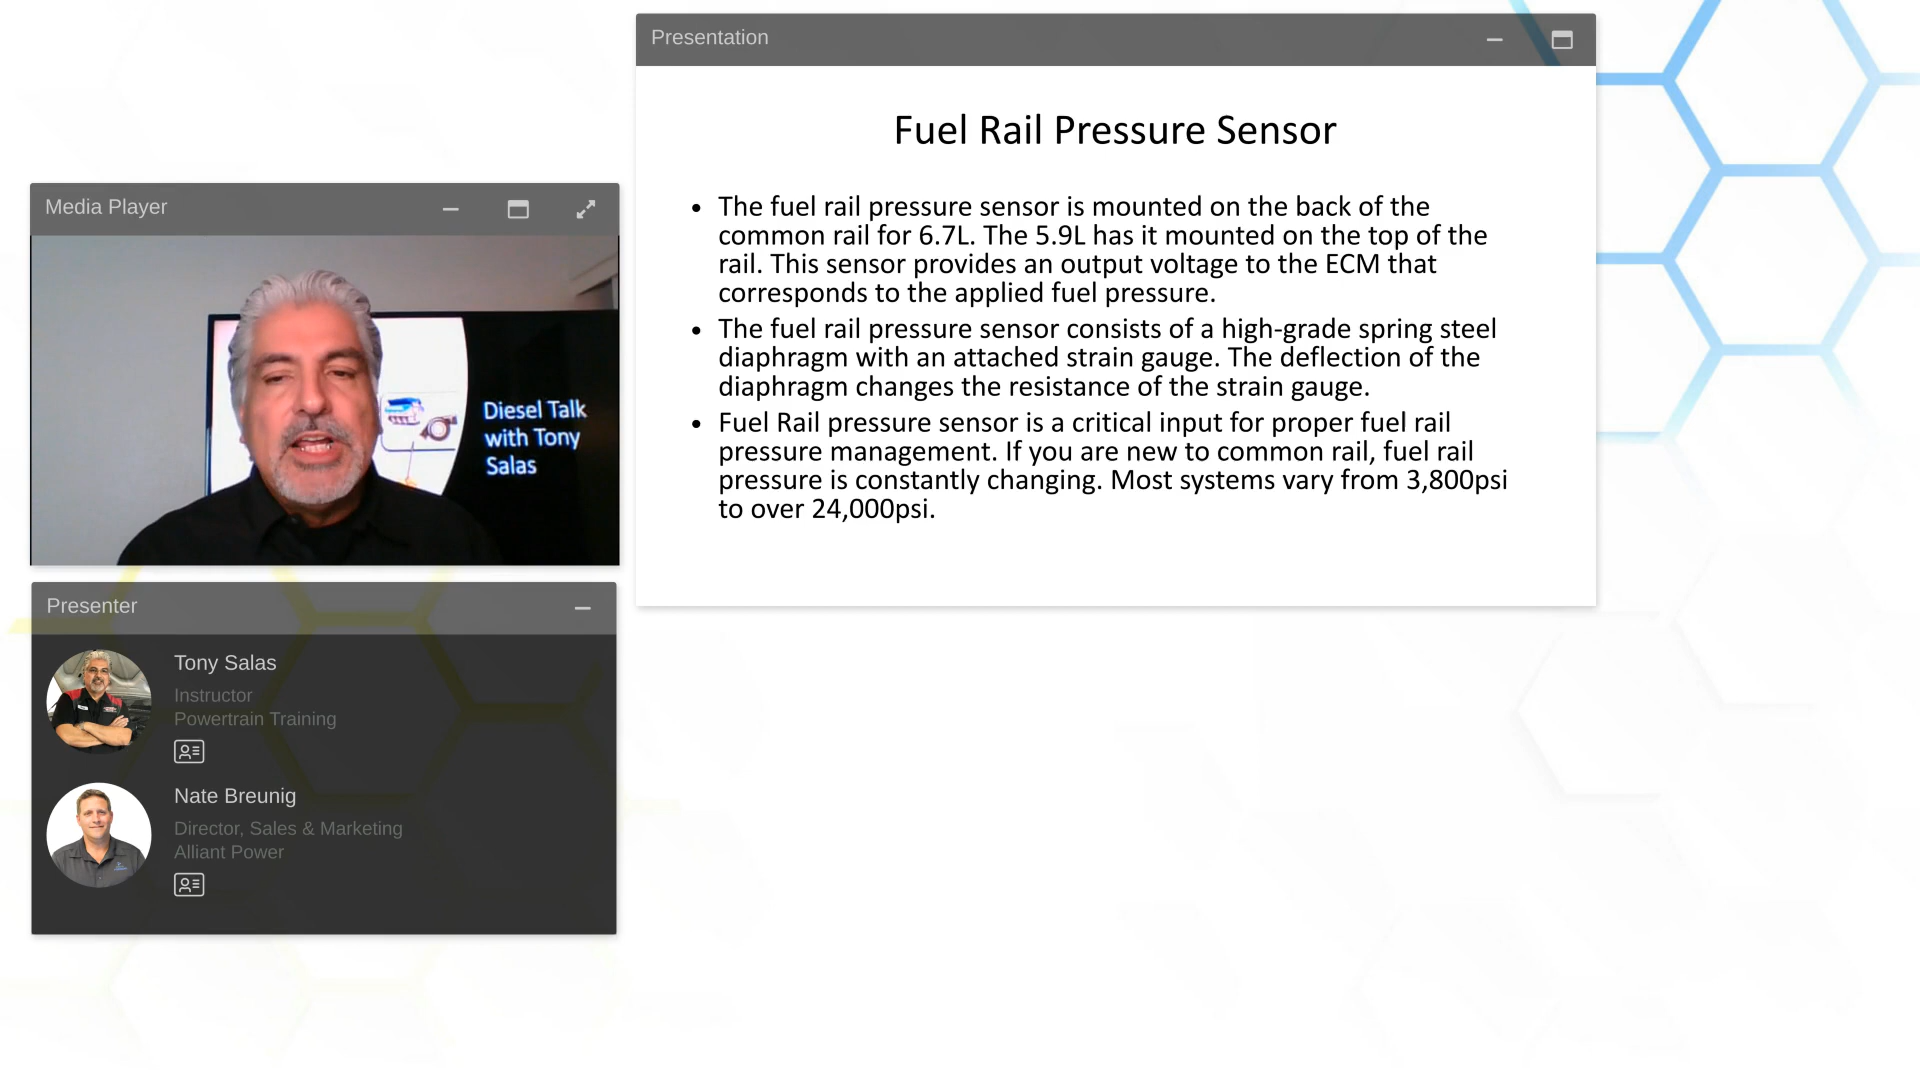 Presentation
Fuel Rail Pressure Sensor
• The fuel rail pressure sensor is mounted on the back of the
common rail for 6.7L. The 5.9L has it mounted on the top of the
rail. This sensor provides an output voltage to the ECM that
corresponds to the applied fuel pressure.
• The fuel rail pressure sensor consists of a high-grade spring steel
diaphragm with an attached strain gauge. The deflection of the
diaphragm changes the resistance of the strain gauge.
• Fuel Rail pressure sensor is a critical input for proper fuel rail
pressure management. If you are new to common rail, fuel rail
pressure is constantly changing. Most systems vary from 3,800psi
to over 24,000psi.
Media Player
Diesel Talk
with Tony
Salas
Presenter
Tony Salas
Instructor
Powertrain Training
Nate Breunig
Director, Sales & Marketing
Alliant Power